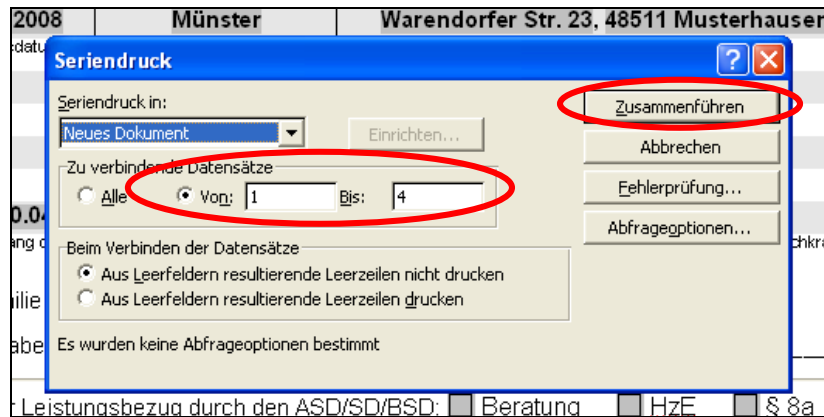 2008 Münster Warendorfer Str. 23, 48511 Musterhausen
Seriendruck
Seriendruck in:
Zusammenführen
Neues Dokument Einrichten...
Abbrechen
Zu verbindende Datensätze
Alle Von: 1 Bis: 4
Fehlerprüfung...
Abfrageoptionen...
Beim Verbinden der Datensätze
Aus Leerfeldern resultierende Leerzeilen nicht drucken
Aus Leerfeldern resultierende Leerzeilen drucken
Es wurden keine Abfrageoptionen bestimmt
Leistungsbezug durch den ASD/SD/BSD: Beratung HzE § 8a